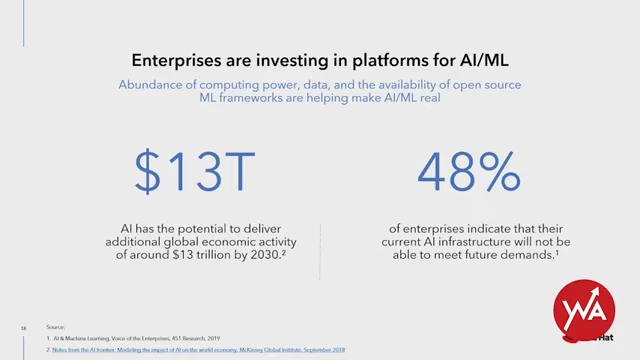 Enterprises are investing in platforms for AI/ML
Abundance of computing power, data, and the availability of open source
ML frameworks are helping make AI/ML real
$13T
AI has the potential to deliver
additional global economic activity
of around $13 trillion by 2030.²
48%
of enterprises indicate that their
current AI infrastructure will not be
able to meet future demands.¹
YA
Hat
16
Source:
1. AI & Machine Learning, Voice of the Enterprises, 451 Research, 2019
2. Notes from the AI frontier: Modeling the impact of AI on the world economy, McKinsey Global Institute, September 2018